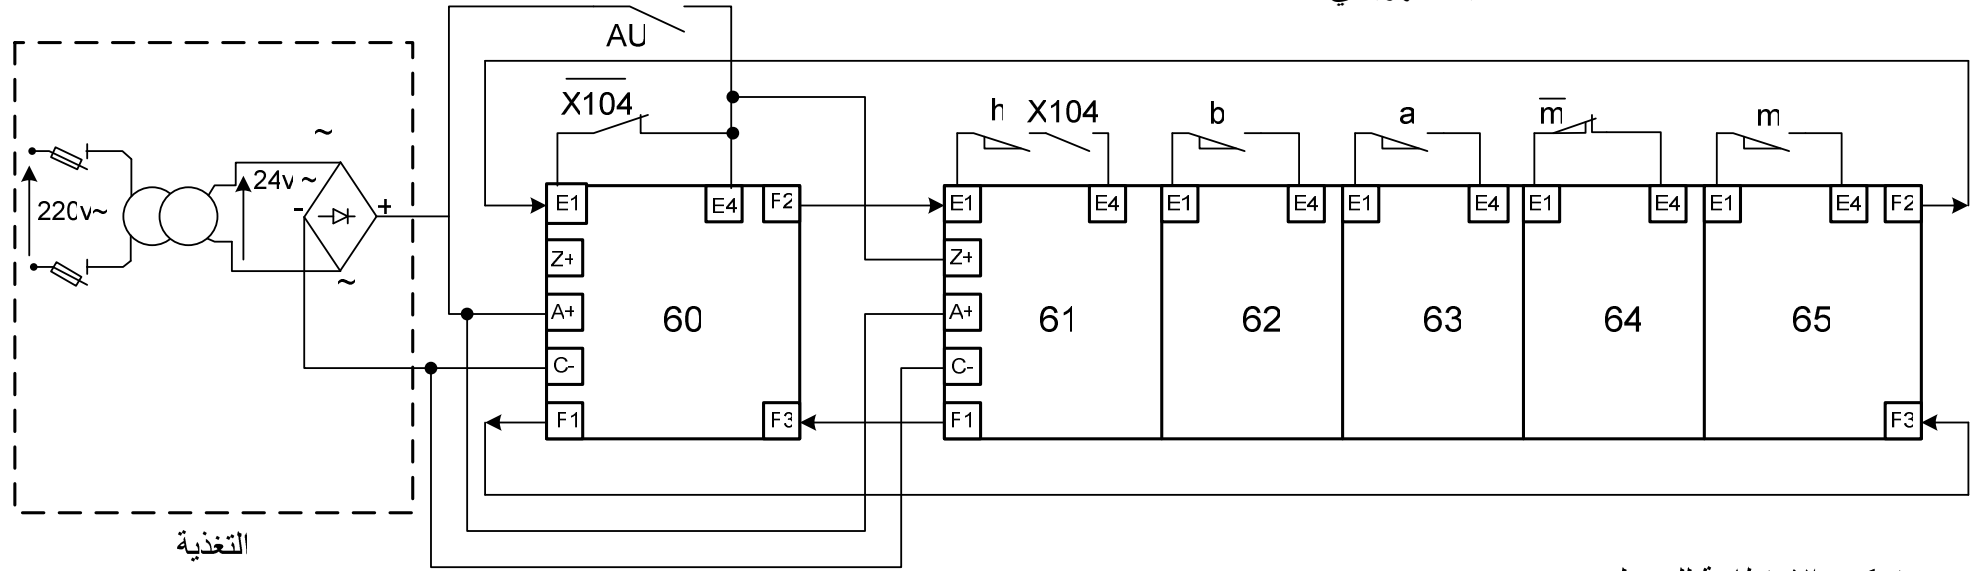 AU
X104
h X104 b a m m
~
24v ~
220v~
- +
~
E1 E4 F2 E1 E4 E1 E4 E1 E4 E1 E4 E1 E4 F2
Z+ Z+
A+ 60 A+ 61 62 63 64 65
C- C-
F1 F3 F1 F3
التغذية